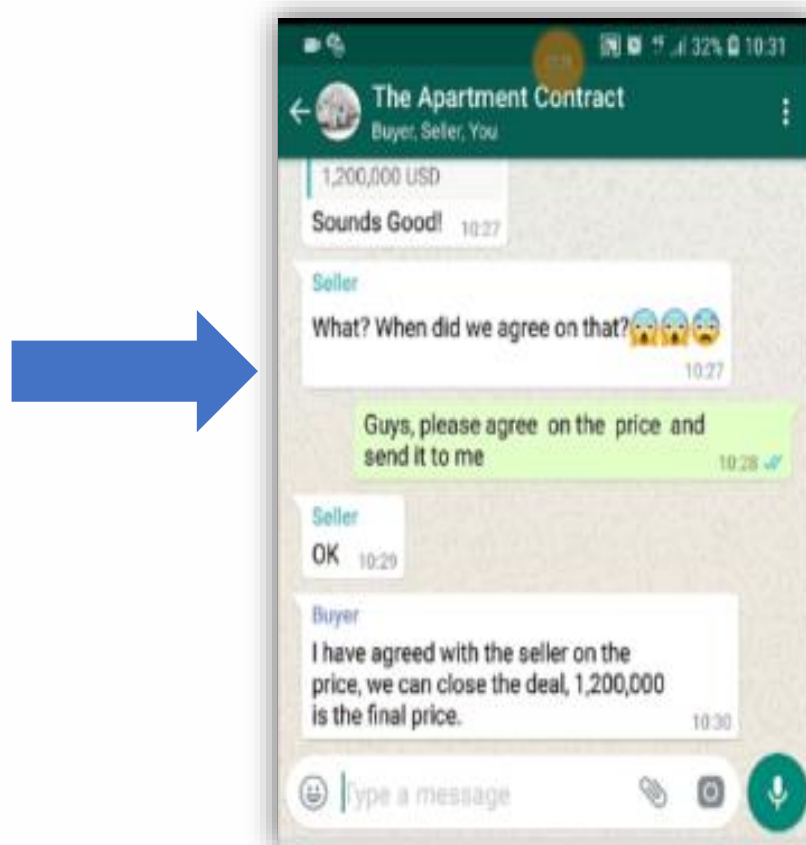 32% 10:31
The Apartment Contract
Buyer, Seller, You
1,200,000 USD
Sounds Good! 10:27
Seller
What? When did we agree on that?😱😱😨
10:27
Guys, please agree on the price and
send it to me 10:28
Seller
OK 10:29
Buyer
I have agreed with the seller on the
price, we can close the deal, 1,200,000
is the final price. 10:30
Type a message